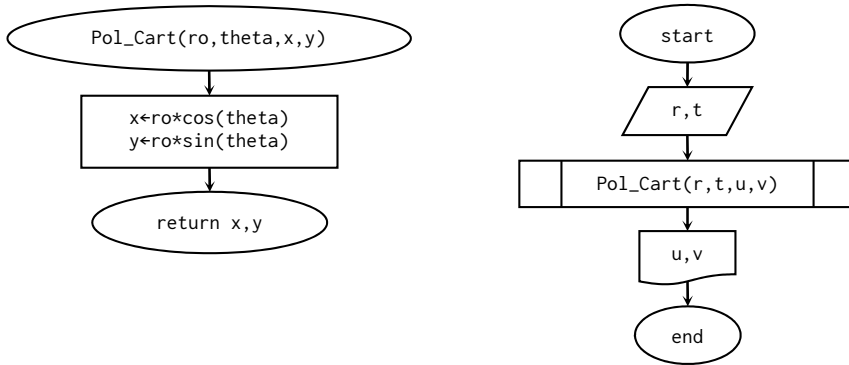 Pol_Cart(ro,theta,x,y)
x←ro*cos(theta)
y←ro*sin(theta)
return x,y
start
r,t
Pol_Cart(r,t,u,v)
u,v
end